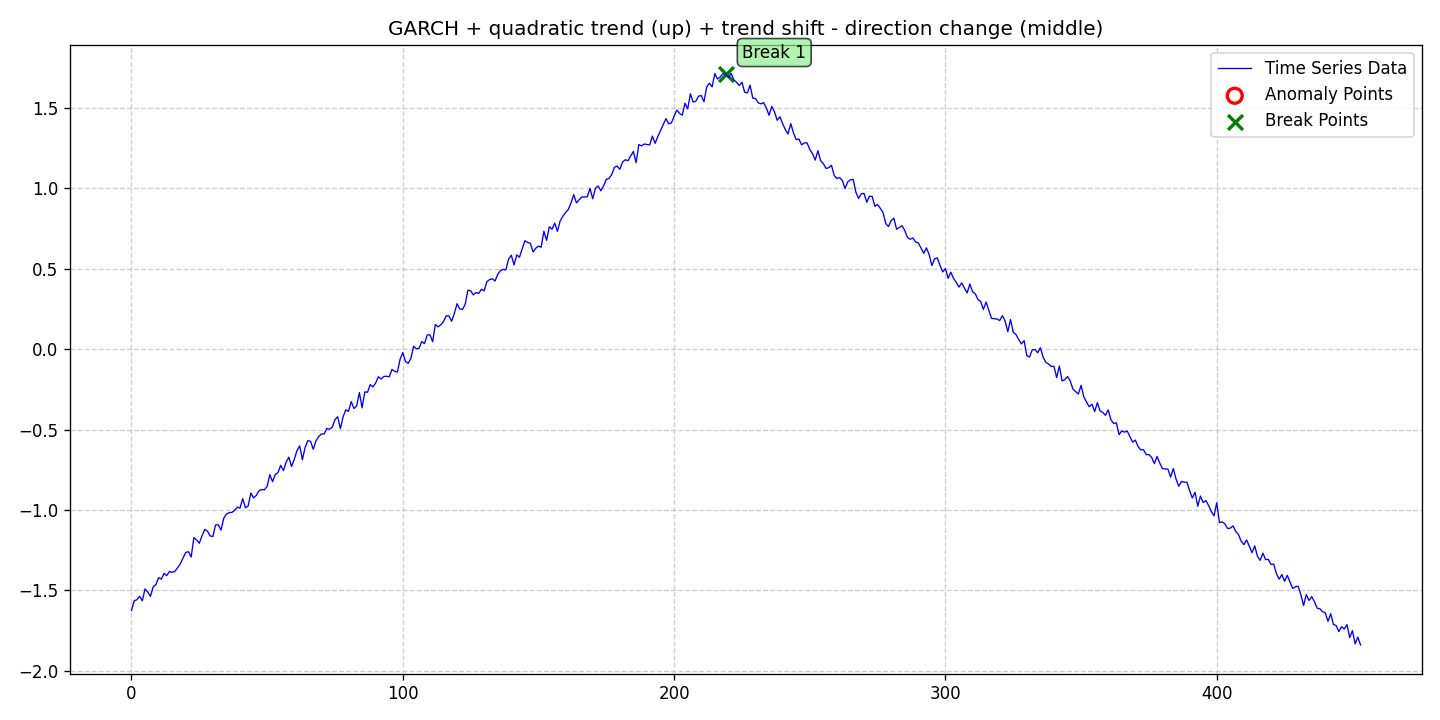 GARCH + quadratic trend (up) + trend shift - direction change (middle)
Break 1
Time Series Data
Anomaly Points
Break Points
1.5
1.0
0.5
0.0
−0.5
−1.0
−1.5
−2.0
0
100
200
300
400